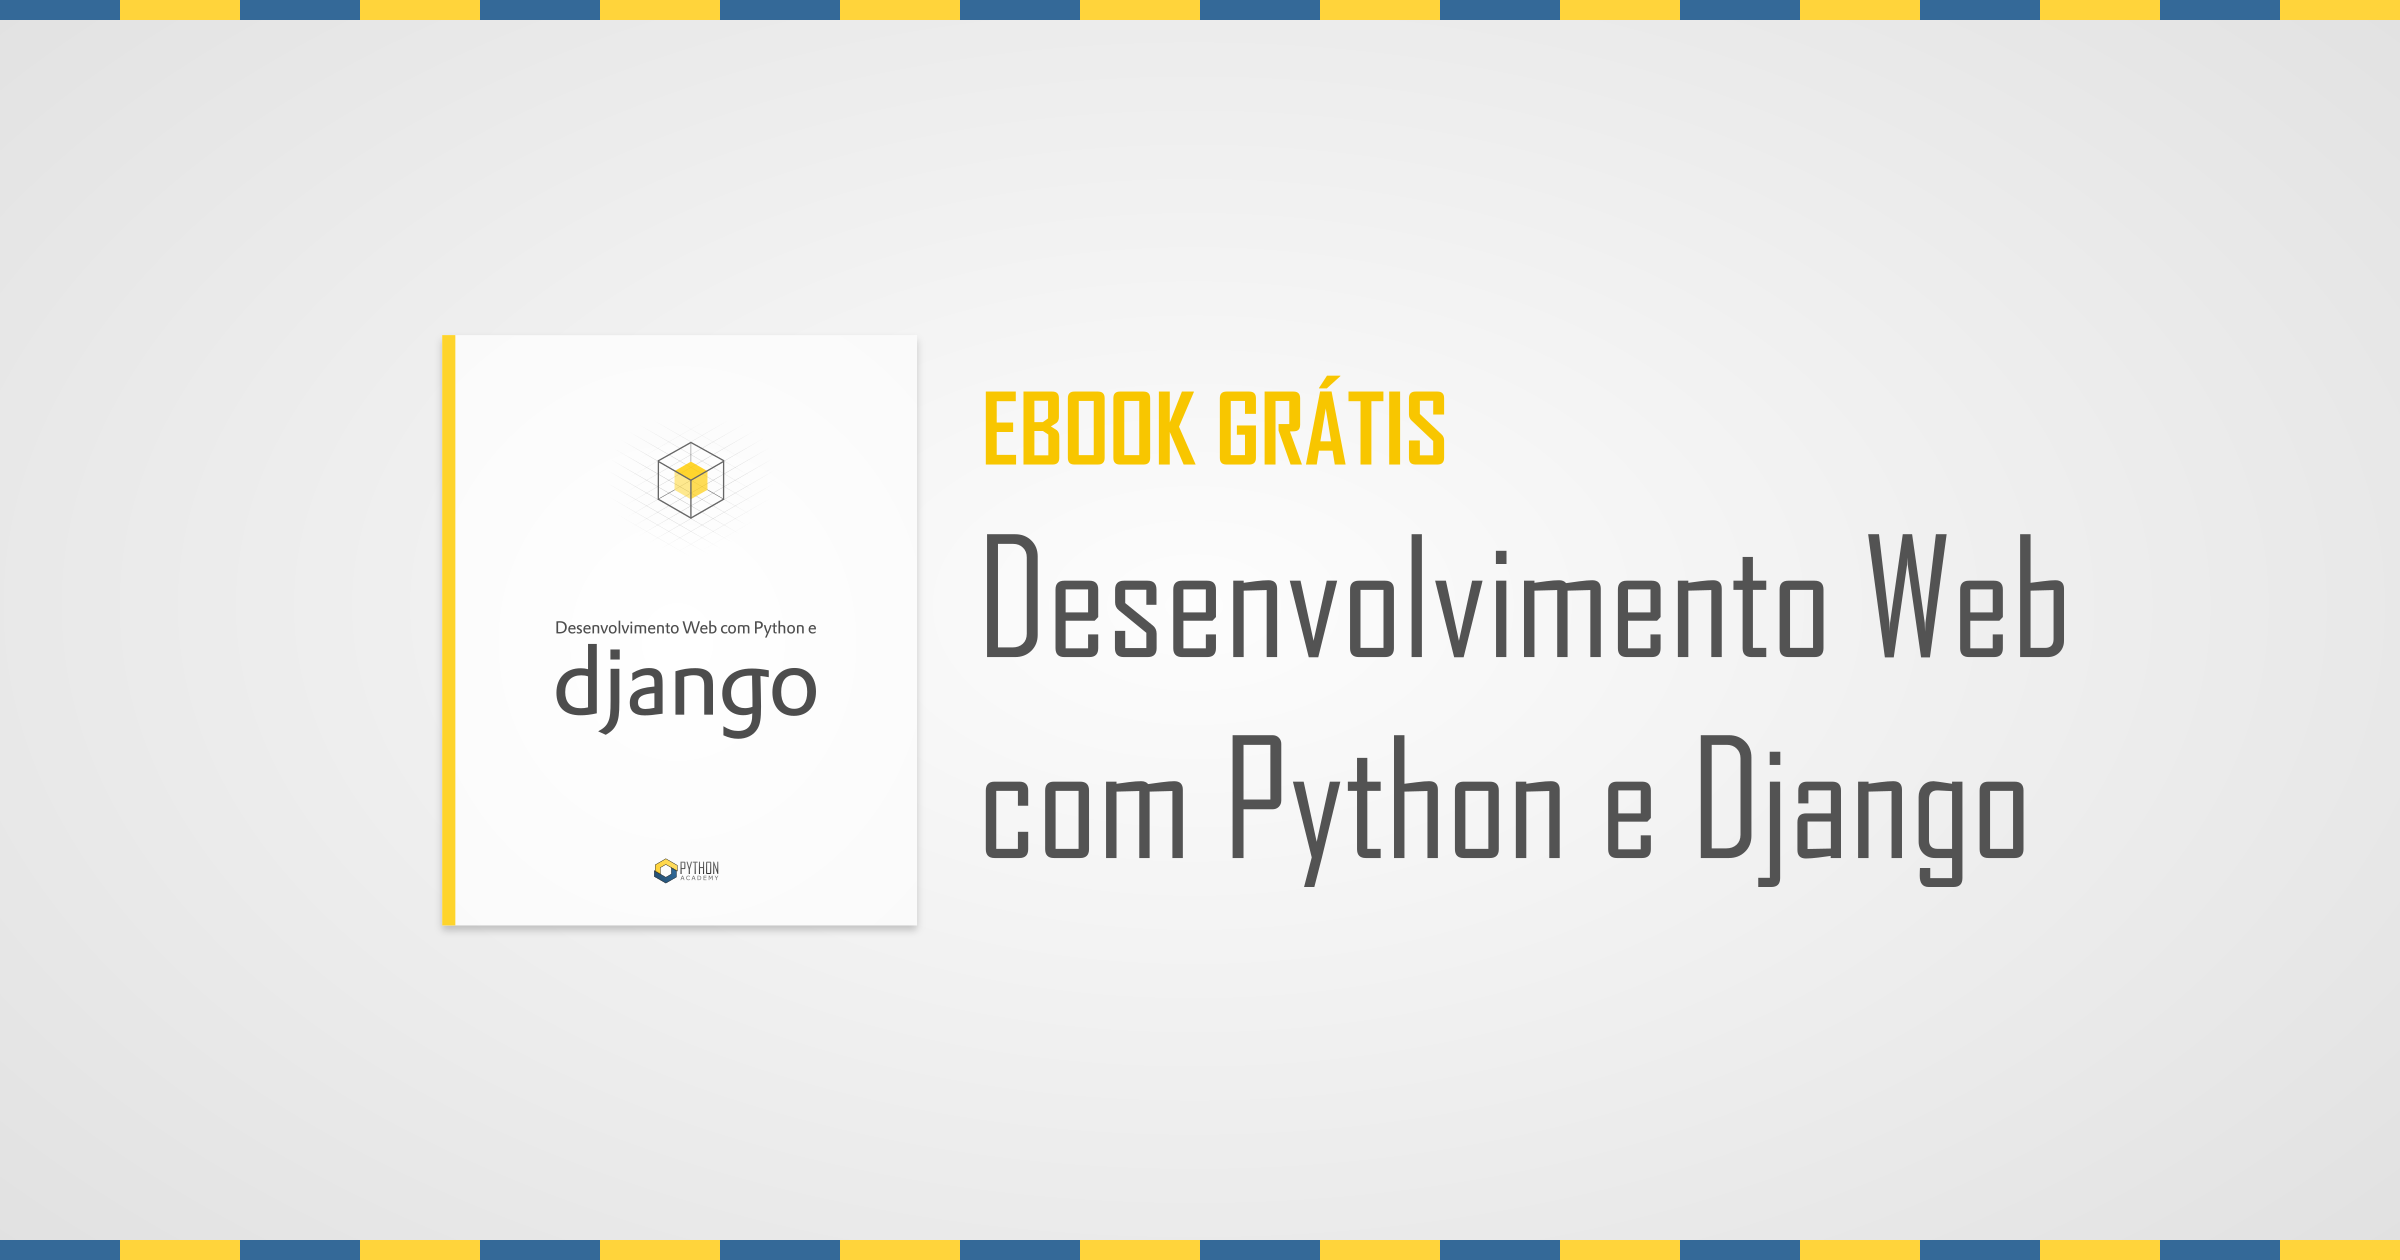 Desenvolvimento Web com Python e
django
PYTHON
ACADEMY
EBOOK GRÁTIS
Desenvolvimento Web
com Python e Django